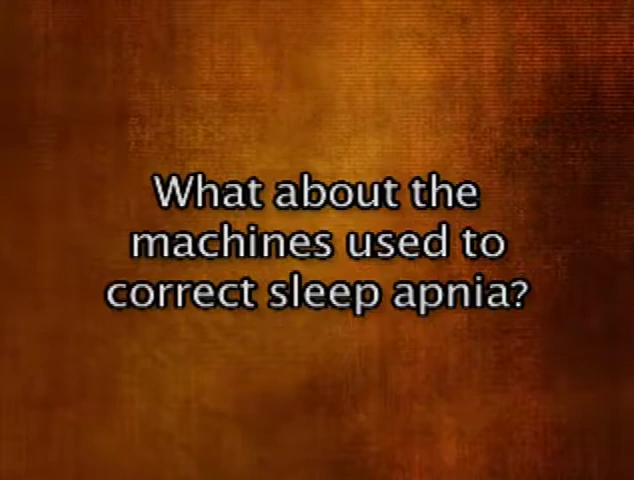 What about the
machines used to
correct sleep apnia?